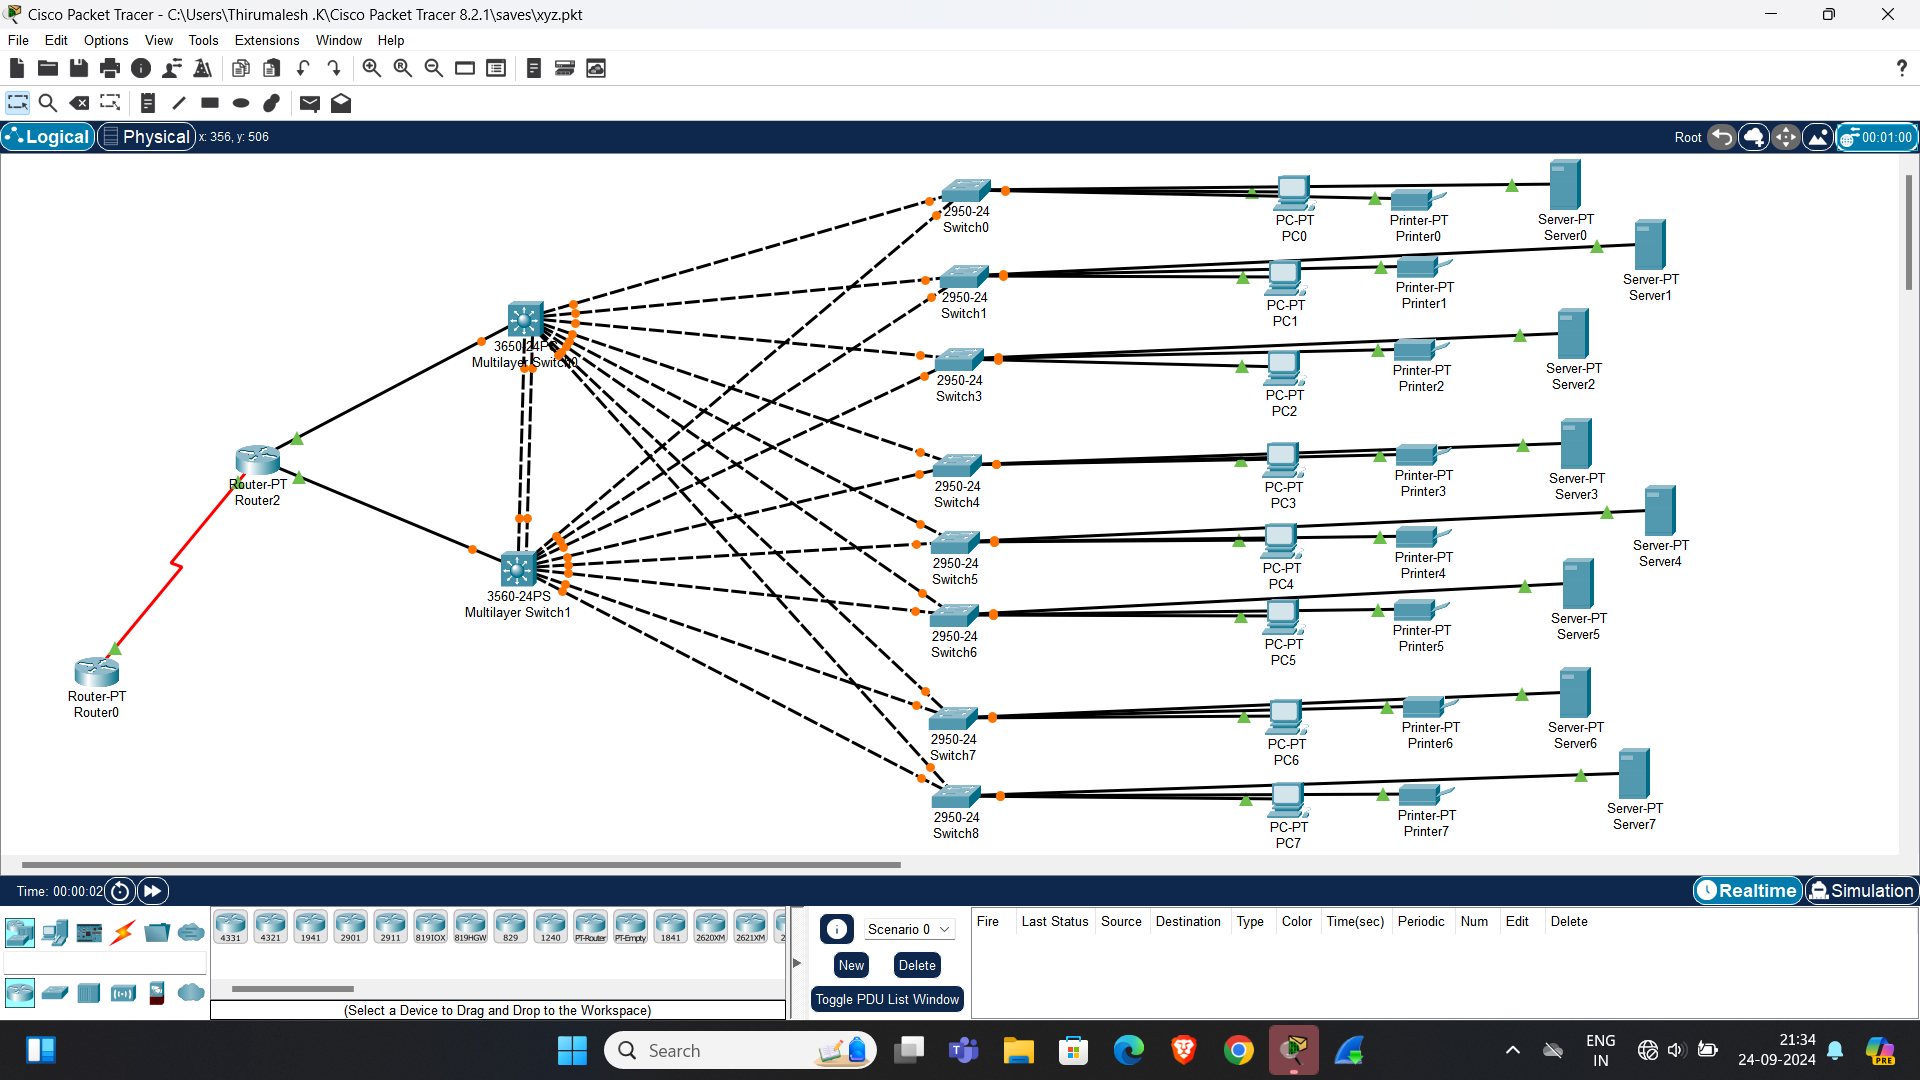 Cisco Packet Tracer - C:\Users\Thirumalesh .K\Cisco Packet Tracer 8.2.1\saves\xyz.pkt
File Edit Options View Tools Extensions Window Help
Logical Physical x: 356, y: 506 Root 00:01:00
2950-24
Switch0
PC-PT
PC0
Printer-PT
Printer0
Server-PT
Server0
2950-24
Switch1
PC-PT
PC1
Printer-PT
Printer1
Server-PT
Server1
3650-24PS
Multilayer Switch0
2950-24
Switch3
PC-PT
PC2
Printer-PT
Printer2
Server-PT
Server2
Router-PT
Router2
2950-24
Switch4
PC-PT
PC3
Printer-PT
Printer3
Server-PT
Server3
3560-24PS
Multilayer Switch1
2950-24
Switch5
PC-PT
PC4
Printer-PT
Printer4
Server-PT
Server4
2950-24
Switch6
PC-PT
PC5
Printer-PT
Printer5
Server-PT
Server5
Router-PT
Router0
2950-24
Switch7
PC-PT
PC6
Printer-PT
Printer6
Server-PT
Server6
2950-24
Switch8
PC-PT
PC7
Printer-PT
Printer7
Server-PT
Server7
Time: 00:00:02 Realtime Simulation
4331 4321 1941 2901 2911 819IOX 819HGW 829 1240 PT-Router PT-Empty 1841 2620XM 2621XM 2
Scenario 0
New Delete
Toggle PDU List Window
Fire Last Status Source Destination Type Color Time(sec) Periodic Num Edit Delete
(Select a Device to Drag and Drop to the Workspace)
Search
ENG
IN
21:34
24-09-2024
PRE